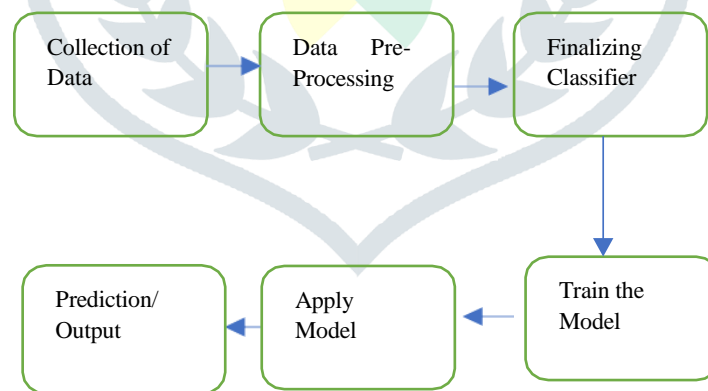 Collection of
Data
Data Pre-
Processing
Finalizing
Classifier
Train the
Model
Apply
Model
Prediction/
Output